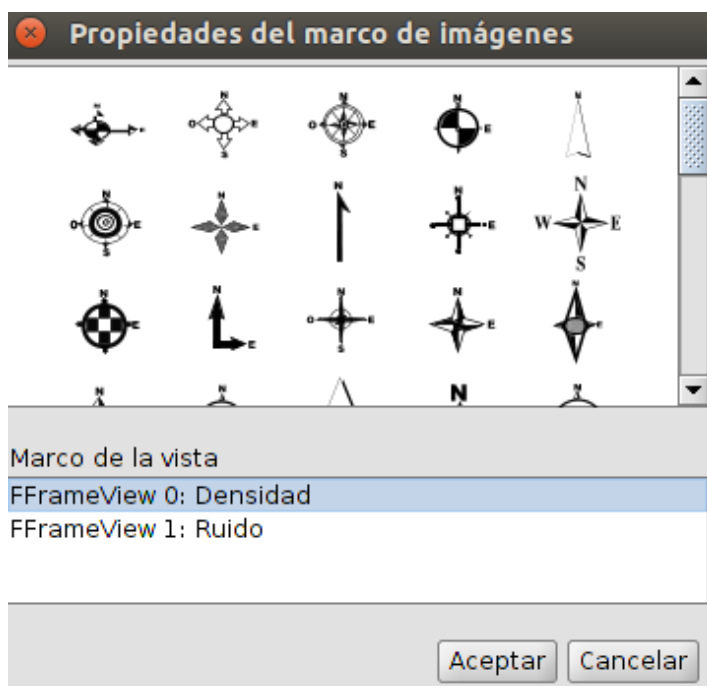 Propiedades del marco de imágenes
N
N
N
N
N
O E
S
O E
S
E
N
N
N
N
N
O E
S
E
E
W E
S
N
N
N
N
N
E
E
O E
S
E
E
N
N
N
N
Marco de la vista
FFrameView 0: Densidad
FFrameView 1: Ruido
Aceptar Cancelar